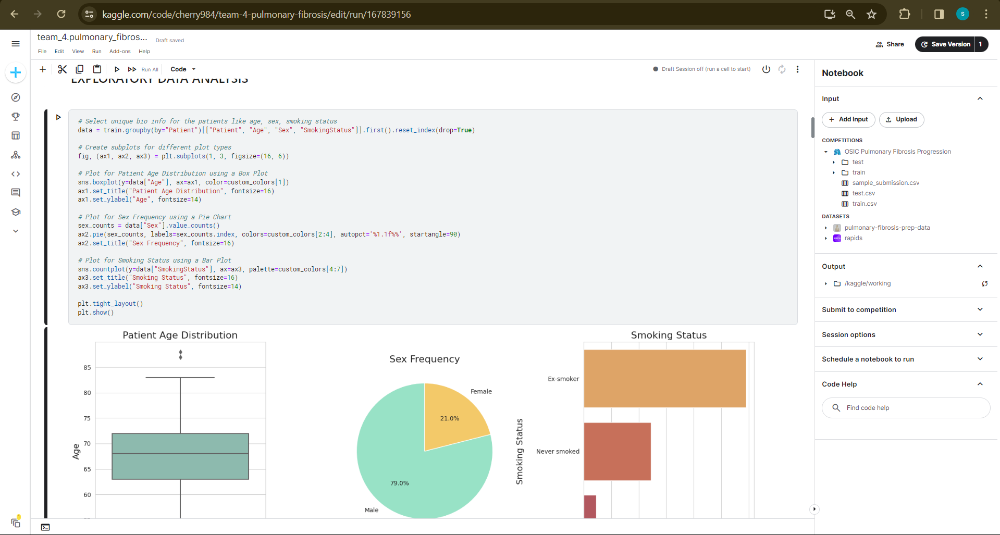 kaggle.com/code/cherry984/team-4-pulmonary-fibrosis/edit/run/167839156
S
team_4.pulmonary_fibros...
Draft saved
File Edit View Run Add-ons Help
Share
Save Version 1
Run All
Code
Draft Session off (run a cell to start)
EXPLORATORY DATA ANALYSIS
# Select unique bio info for the patients like age, sex, smoking status
data = train.groupby(by="Patient")[["Patient", "Age", "Sex", "SmokingStatus"]].first().reset_index(drop=True)
# Create subplots for different plot types
fig, (ax1, ax2, ax3) = plt.subplots(1, 3, figsize=(16, 6))
# Plot for Patient Age Distribution using a Box Plot
sns.boxplot(y=data["Age"], ax=ax1, color=custom_colors[1])
ax1.set_title("Patient Age Distribution", fontsize=16)
ax1.set_ylabel("Age", fontsize=14)
# Plot for Sex Frequency using a Pie Chart
sex_counts = data["Sex"].value_counts()
ax2.pie(sex_counts, labels=sex_counts.index, colors=custom_colors[2:4], autopct='%1.1f%%', startangle=90)
ax2.set_title("Sex Frequency", fontsize=16)
# Plot for Smoking Status using a Bar Plot
sns.countplot(y=data["SmokingStatus"], ax=ax3, palette=custom_colors[4:7])
ax3.set_title("Smoking Status", fontsize=16)
ax3.set_ylabel("Smoking Status", fontsize=14)
plt.tight_layout()
plt.show()
Patient Age Distribution
85
80
75
70
65
60
Age
Sex Frequency
Female
21.0%
79.0%
Male
Smoking Status
Ex-smoker
Never smoked
Smoking Status
1
Notebook
Input
Add Input
Upload
COMPETITIONS
OSIC Pulmonary Fibrosis Progression
test
train
sample_submission.csv
test.csv
train.csv
DATASETS
pulmonary-fibrosis-prep-data
rapids
Output
/kaggle/working
Submit to competition
Session options
Schedule a notebook to run
Code Help
Find code help